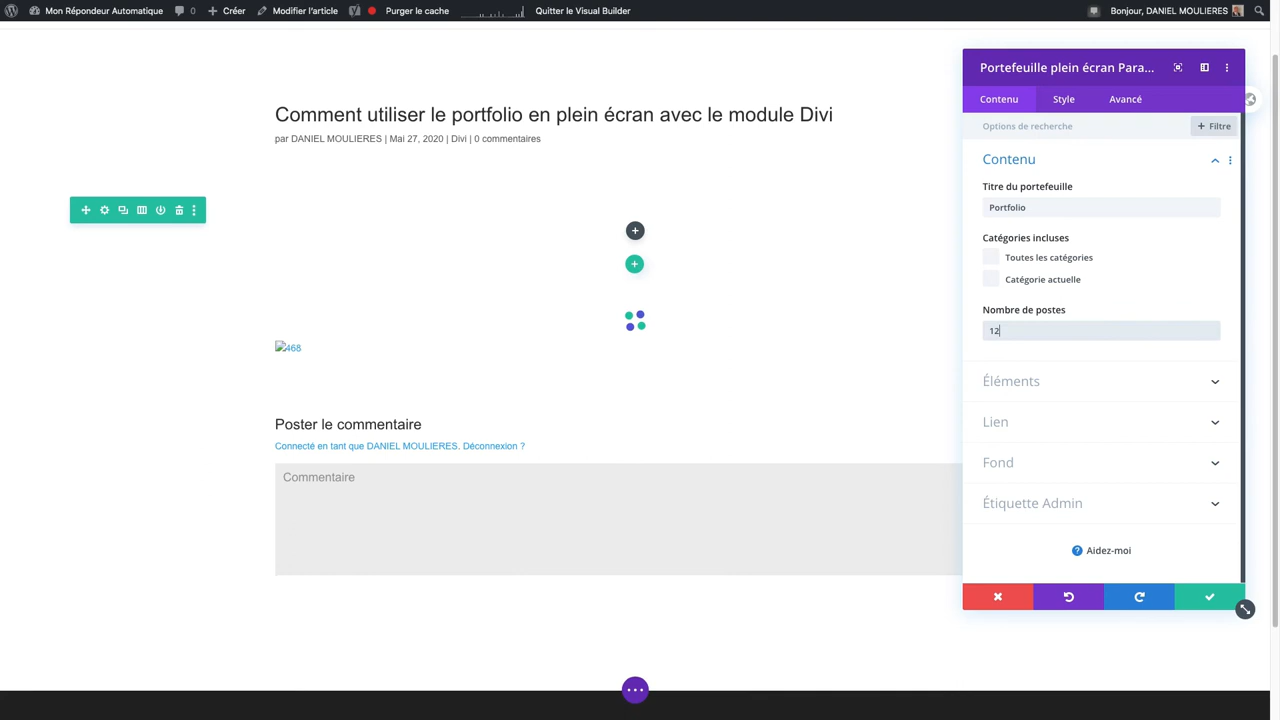 Mon Répondeur Automatique 0 Créer Modifier l'article Purger le cache Quitter le Visual Builder Bonjour, DANIEL MOULIERES
Portefeuille plein écran Para...
Contenu Style Avancé
Options de recherche Filtre
Comment utiliser le portfolio en plein écran avec le module Divi
par DANIEL MOULIERES | Mai 27, 2020 | Divi | 0 commentaires
Contenu
Titre du portefeuille
Portfolio
Catégories incluses
Toutes les catégories
Catégorie actuelle
Nombre de postes
12
468
Éléments
Lien
Fond
Étiquette Admin
Aidez-moi
Poster le commentaire
Connecté en tant que DANIEL MOULIERES. Déconnexion ?
Commentaire